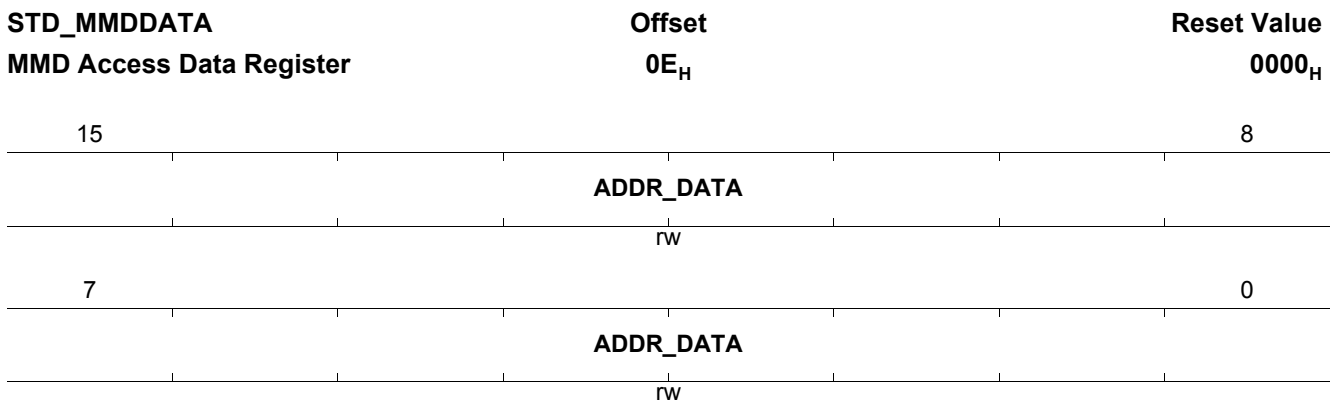 STD_MMDDATA Offset Reset Value
MMD Access Data Register 0EH 0000H
15 8
ADDR_DATA
rw
7 0
ADDR_DATA
rw